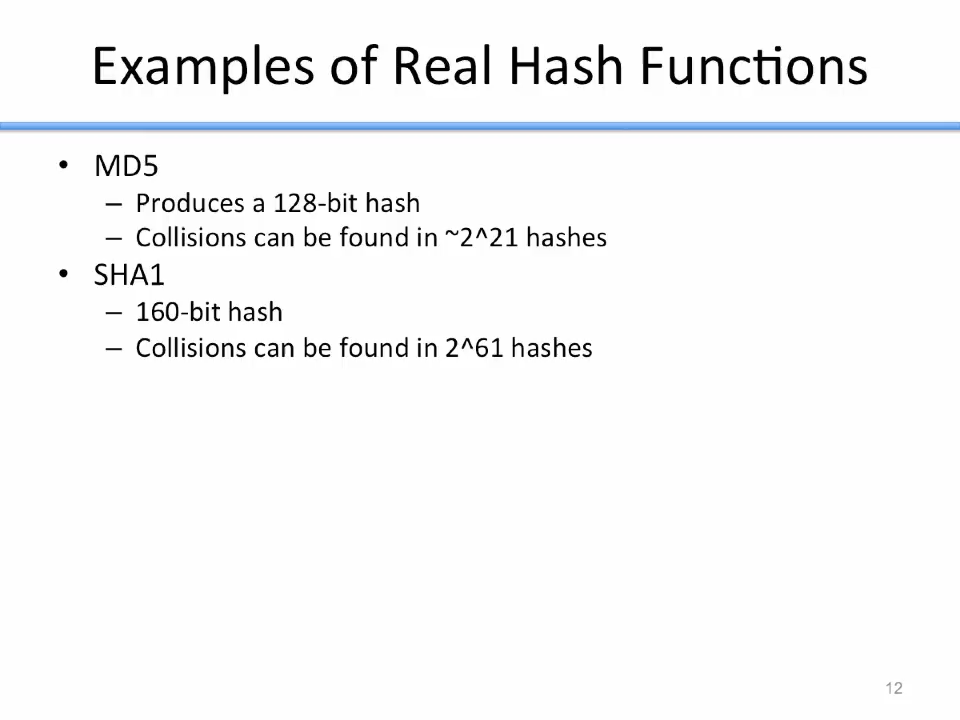 Examples of Real Hash Functions
• MD5
– Produces a 128-bit hash
– Collisions can be found in ~2^21 hashes
• SHA1
– 160-bit hash
– Collisions can be found in 2^61 hashes
12